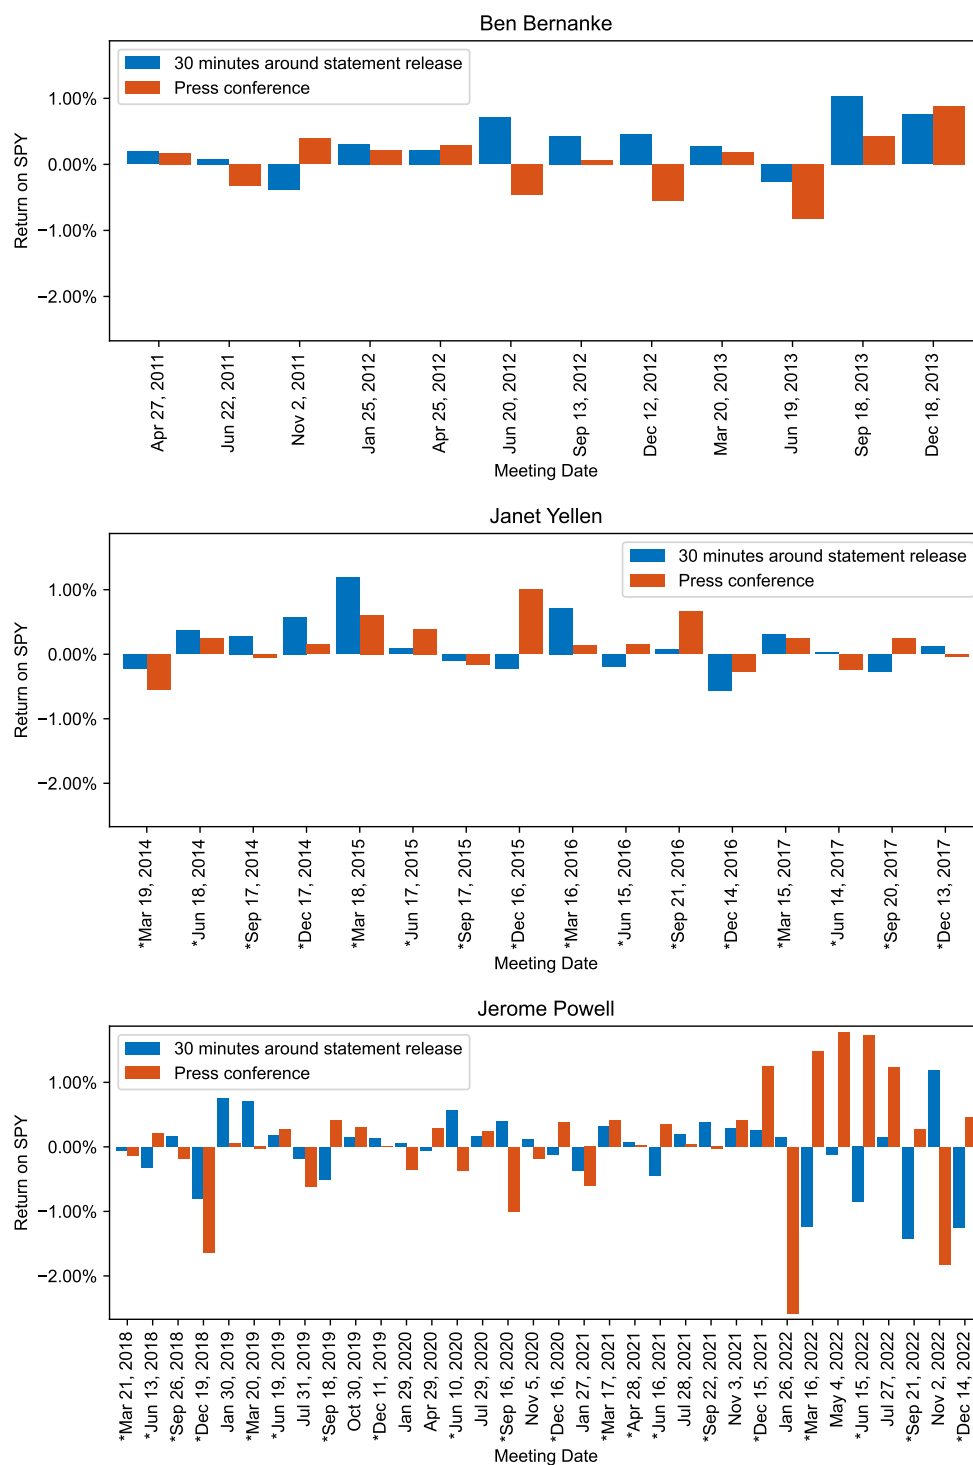 Ben Bernanke
30 minutes around statement release
Press conference
1.00%
0.00%
−1.00%
−2.00%
Return on SPY
Apr 27, 2011
Jun 22, 2011
Nov 2, 2011
Jan 25, 2012
Apr 25, 2012
Jun 20, 2012
Sep 13, 2012
Dec 12, 2012
Mar 20, 2013
Jun 19, 2013
Sep 18, 2013
Dec 18, 2013
Meeting Date
Janet Yellen
30 minutes around statement release
Press conference
1.00%
0.00%
−1.00%
−2.00%
Return on SPY
*Mar 19, 2014
*Jun 18, 2014
*Sep 17, 2014
*Dec 17, 2014
*Mar 18, 2015
*Jun 17, 2015
*Sep 17, 2015
*Dec 16, 2015
*Mar 16, 2016
*Jun 15, 2016
*Sep 21, 2016
*Dec 14, 2016
*Mar 15, 2017
*Jun 14, 2017
*Sep 20, 2017
*Dec 13, 2017
Meeting Date
Jerome Powell
30 minutes around statement release
Press conference
1.00%
0.00%
−1.00%
−2.00%
Return on SPY
*Mar 21, 2018
*Jun 13, 2018
*Sep 26, 2018
*Dec 19, 2018
Jan 30, 2019
*Mar 20, 2019
*Jun 19, 2019
Jul 31, 2019
*Sep 18, 2019
Oct 30, 2019
*Dec 11, 2019
Jan 29, 2020
Apr 29, 2020
*Jun 10, 2020
Jul 29, 2020
*Sep 16, 2020
Nov 5, 2020
*Dec 16, 2020
Jan 27, 2021
*Mar 17, 2021
*Apr 28, 2021
*Jun 16, 2021
Jul 28, 2021
*Sep 22, 2021
Nov 3, 2021
*Dec 15, 2021
Jan 26, 2022
*Mar 16, 2022
May 4, 2022
*Jun 15, 2022
Jul 27, 2022
*Sep 21, 2022
Nov 2, 2022
*Dec 14, 2022
Meeting Date